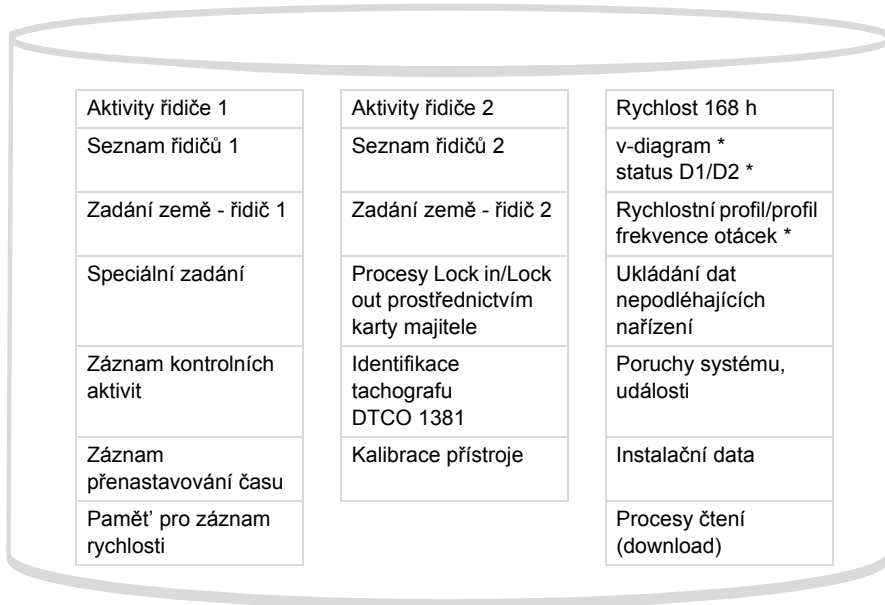 Aktivity řidiče 1
Seznam řidičů 1
Zadání země - řidič 1
Speciální zadání
Záznam kontrolních
aktivit
Záznam
přenastavování času
Paměť pro záznam
rychlosti
Aktivity řidiče 2
Seznam řidičů 2
Zadání země - řidič 2
Procesy Lock in/Lock
out prostřednictvím
karty majitele
Identifikace
tachografu
DTCO 1381
Kalibrace přístroje
Rychlost 168 h
v-diagram *
status D1/D2 *
Rychlostní profil/profil
frekvence otácek *
Ukládání dat
nepodléhajících
nařízení
Poruchy systému,
události
Instalační data
Procesy čtení
(download)